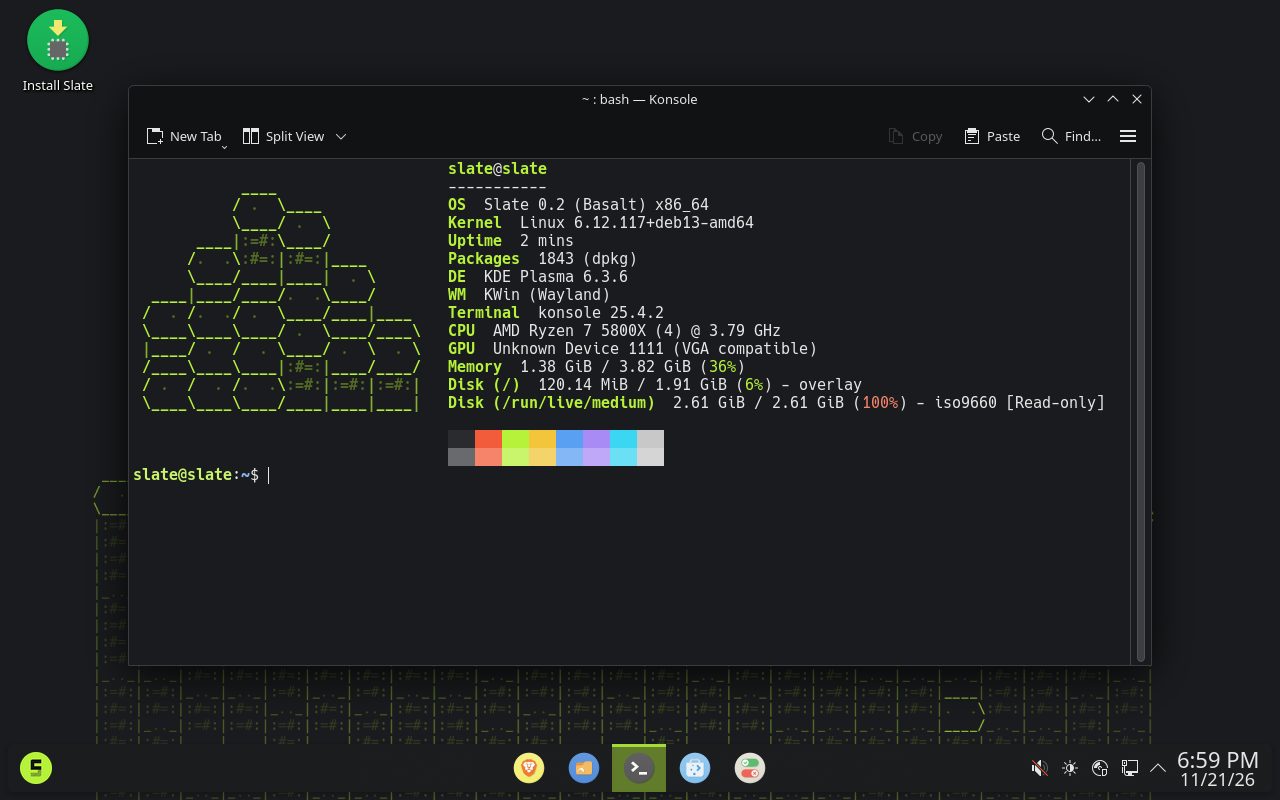 Install Slate
~ : bash — Konsole
New Tab
Split View
Copy
Paste
Find...
slate@slate
-----------
OS Slate 0.2 (Basalt) x86_64
Kernel Linux 6.12.117+deb13-amd64
Uptime 2 mins
Packages 1843 (dpkg)
DE KDE Plasma 6.3.6
WM KWin (Wayland)
Terminal konsole 25.4.2
CPU AMD Ryzen 7 5800X (4) @ 3.79 GHz
GPU Unknown Device 1111 (VGA compatible)
Memory 1.38 GiB / 3.82 GiB (36%)
Disk (/) 120.14 MiB / 1.91 GiB (6%) - overlay
Disk (/run/live/medium) 2.61 GiB / 2.61 GiB (100%) - iso9660 [Read-only]
slate@slate:~$
6:59 PM
11/21/26